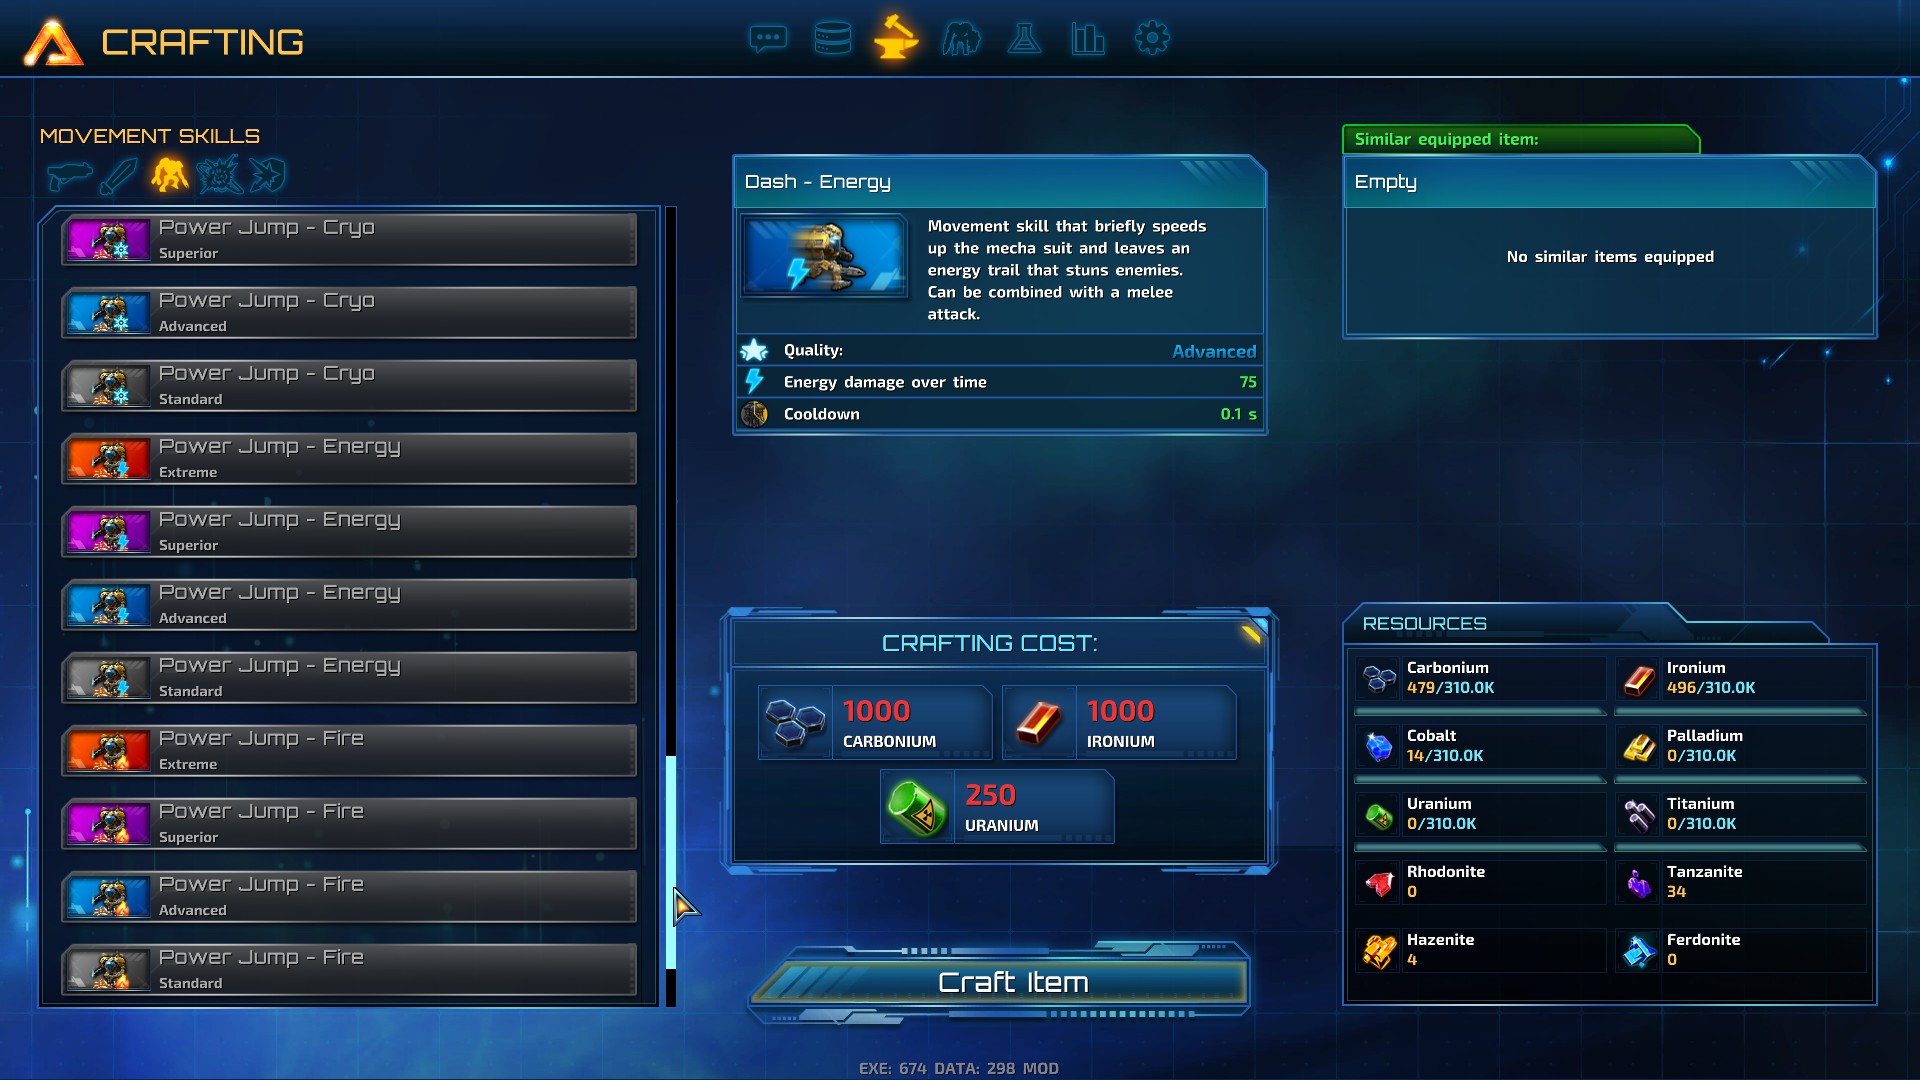 CRAFTING
MOVEMENT SKILLS
Power Jump - Cryo
Superior
Power Jump - Cryo
Advanced
Power Jump - Cryo
Standard
Power Jump - Energy
Extreme
Power Jump - Energy
Superior
Power Jump - Energy
Advanced
Power Jump - Energy
Standard
Power Jump - Fire
Extreme
Power Jump - Fire
Superior
Power Jump - Fire
Advanced
Power Jump - Fire
Standard
Dash - Energy
Movement skill that briefly speeds
up the mecha suit and leaves an
energy trail that stuns enemies.
Can be combined with a melee
attack.
Quality: Advanced
Energy damage over time 75
Cooldown 0.1 s
CRAFTING COST:
1000
CARBONIUM
1000
IRONIUM
250
URANIUM
Craft Item
Similar equipped item:
Empty
No similar items equipped
RESOURCES
Carbonium
479/310.0K
Ironium
496/310.0K
Cobalt
14/310.0K
Palladium
0/310.0K
Uranium
0/310.0K
Titanium
0/310.0K
Rhodonite
0
Tanzanite
34
Hazenite
4
Ferdonite
0
EXE: 674 DATA: 298 MOD